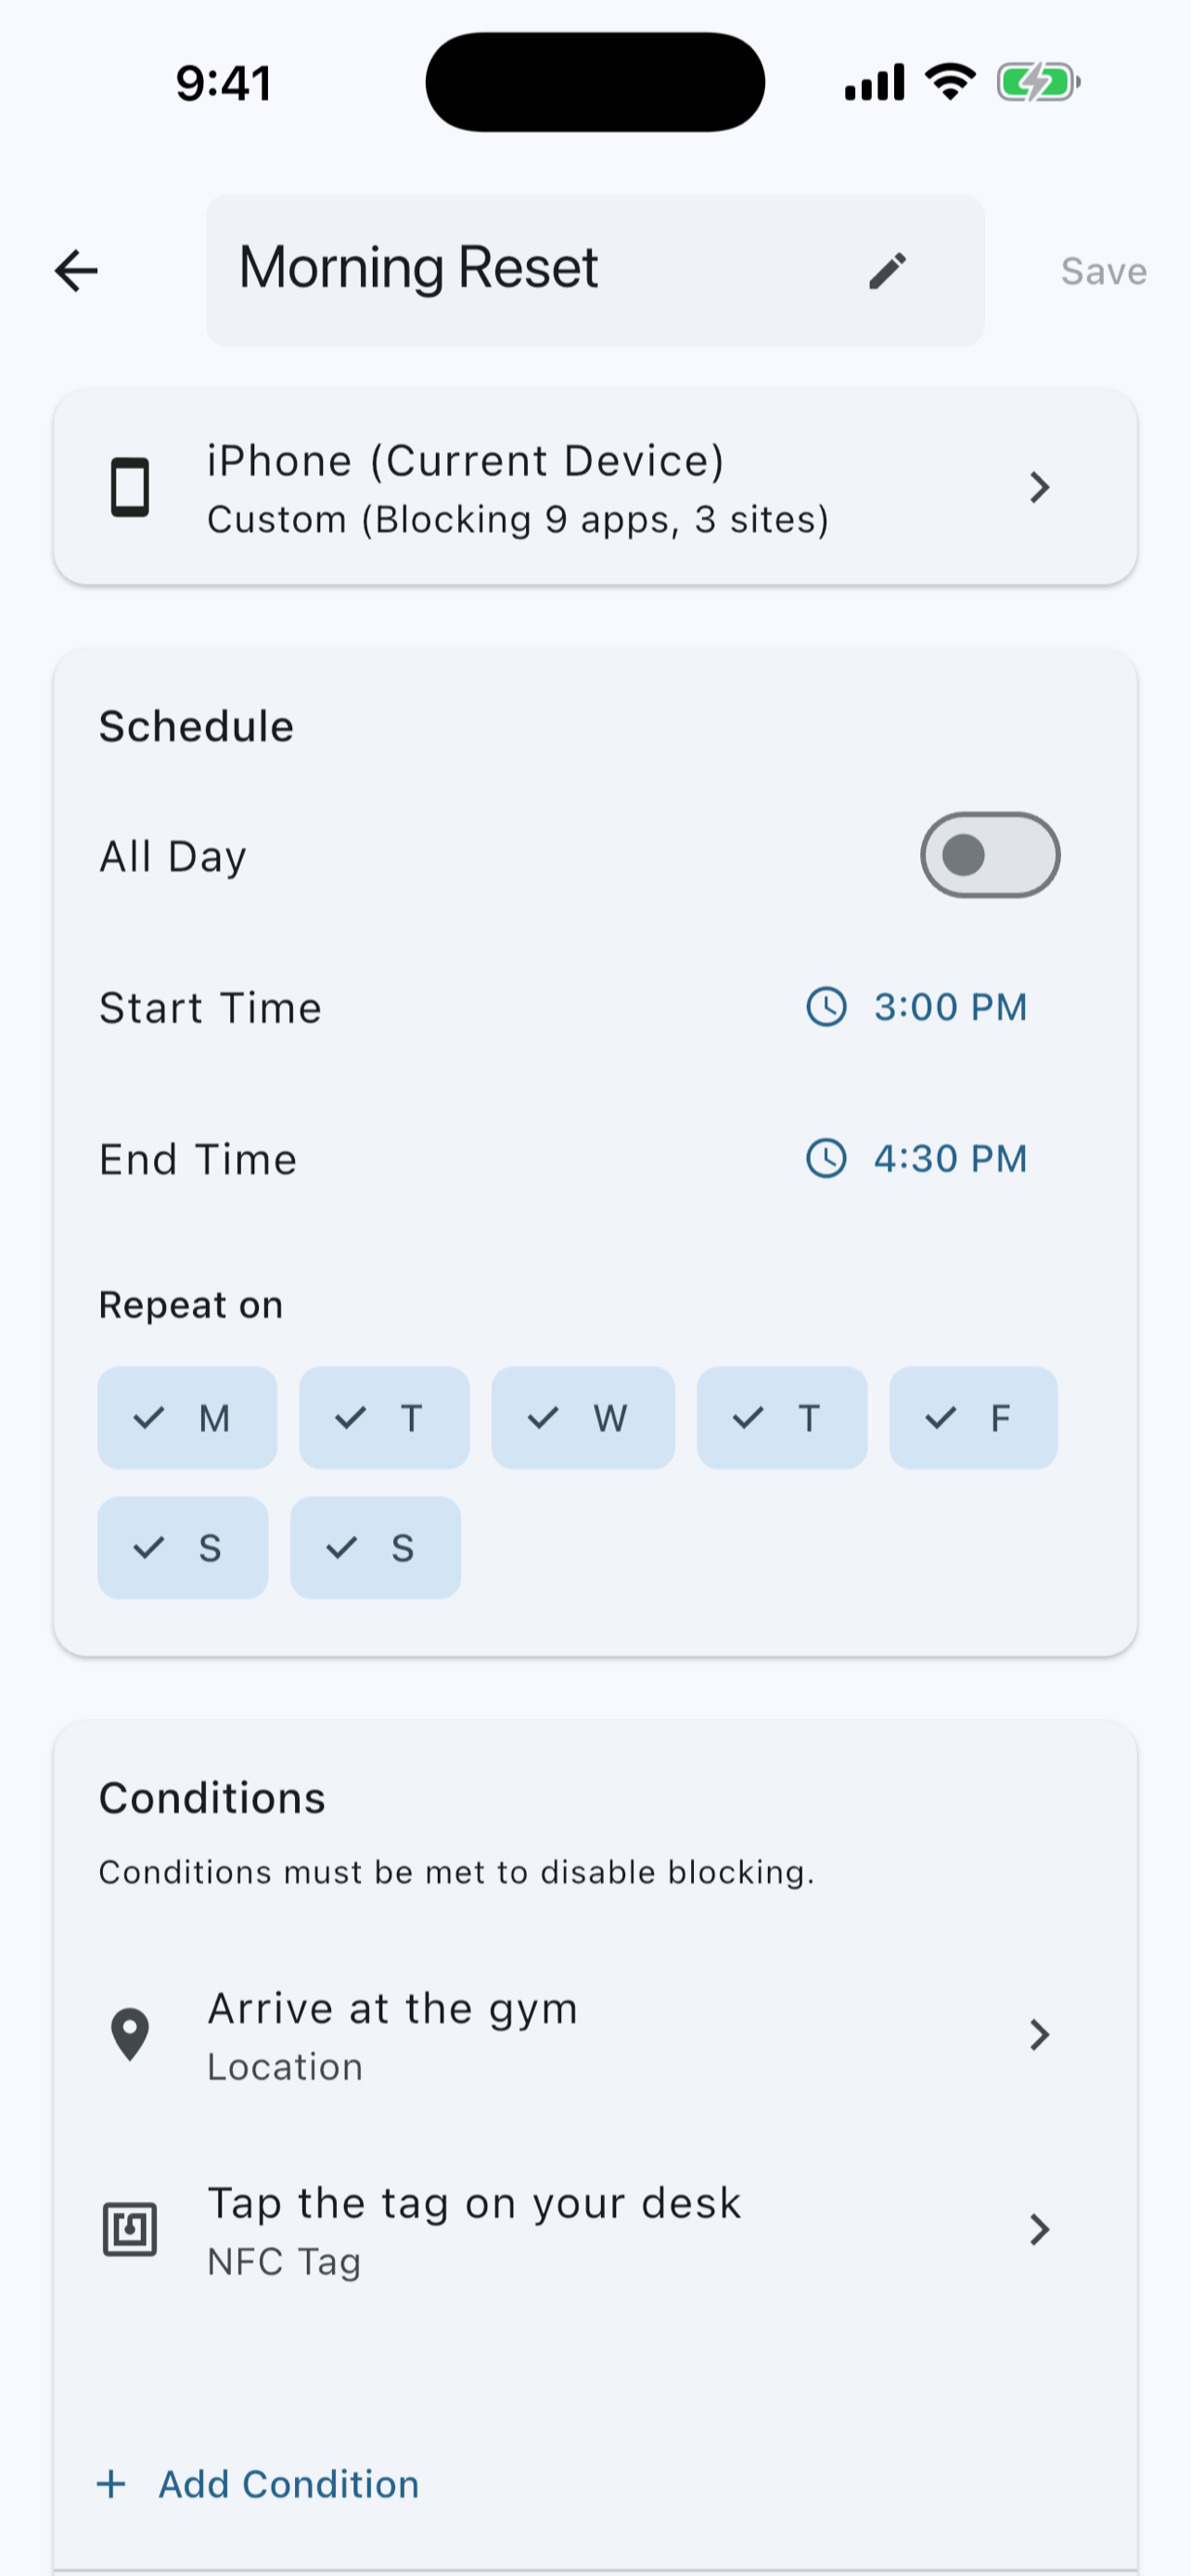 9:41
Morning Reset
Save
iPhone (Current Device)
Custom (Blocking 9 apps, 3 sites)
Schedule
All Day
Start Time 3:00 PM
End Time 4:30 PM
Repeat on
M T W T F
S S
Conditions
Conditions must be met to disable blocking.
Arrive at the gym
Location
Tap the tag on your desk
NFC Tag
+ Add Condition